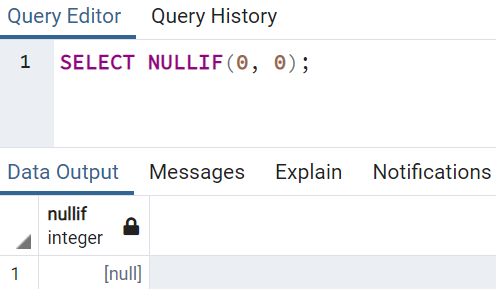 Query Editor Query History
1 SELECT NULLIF(0, 0);
Data Output Messages Explain Notifications
nullif
integer
1 [null]